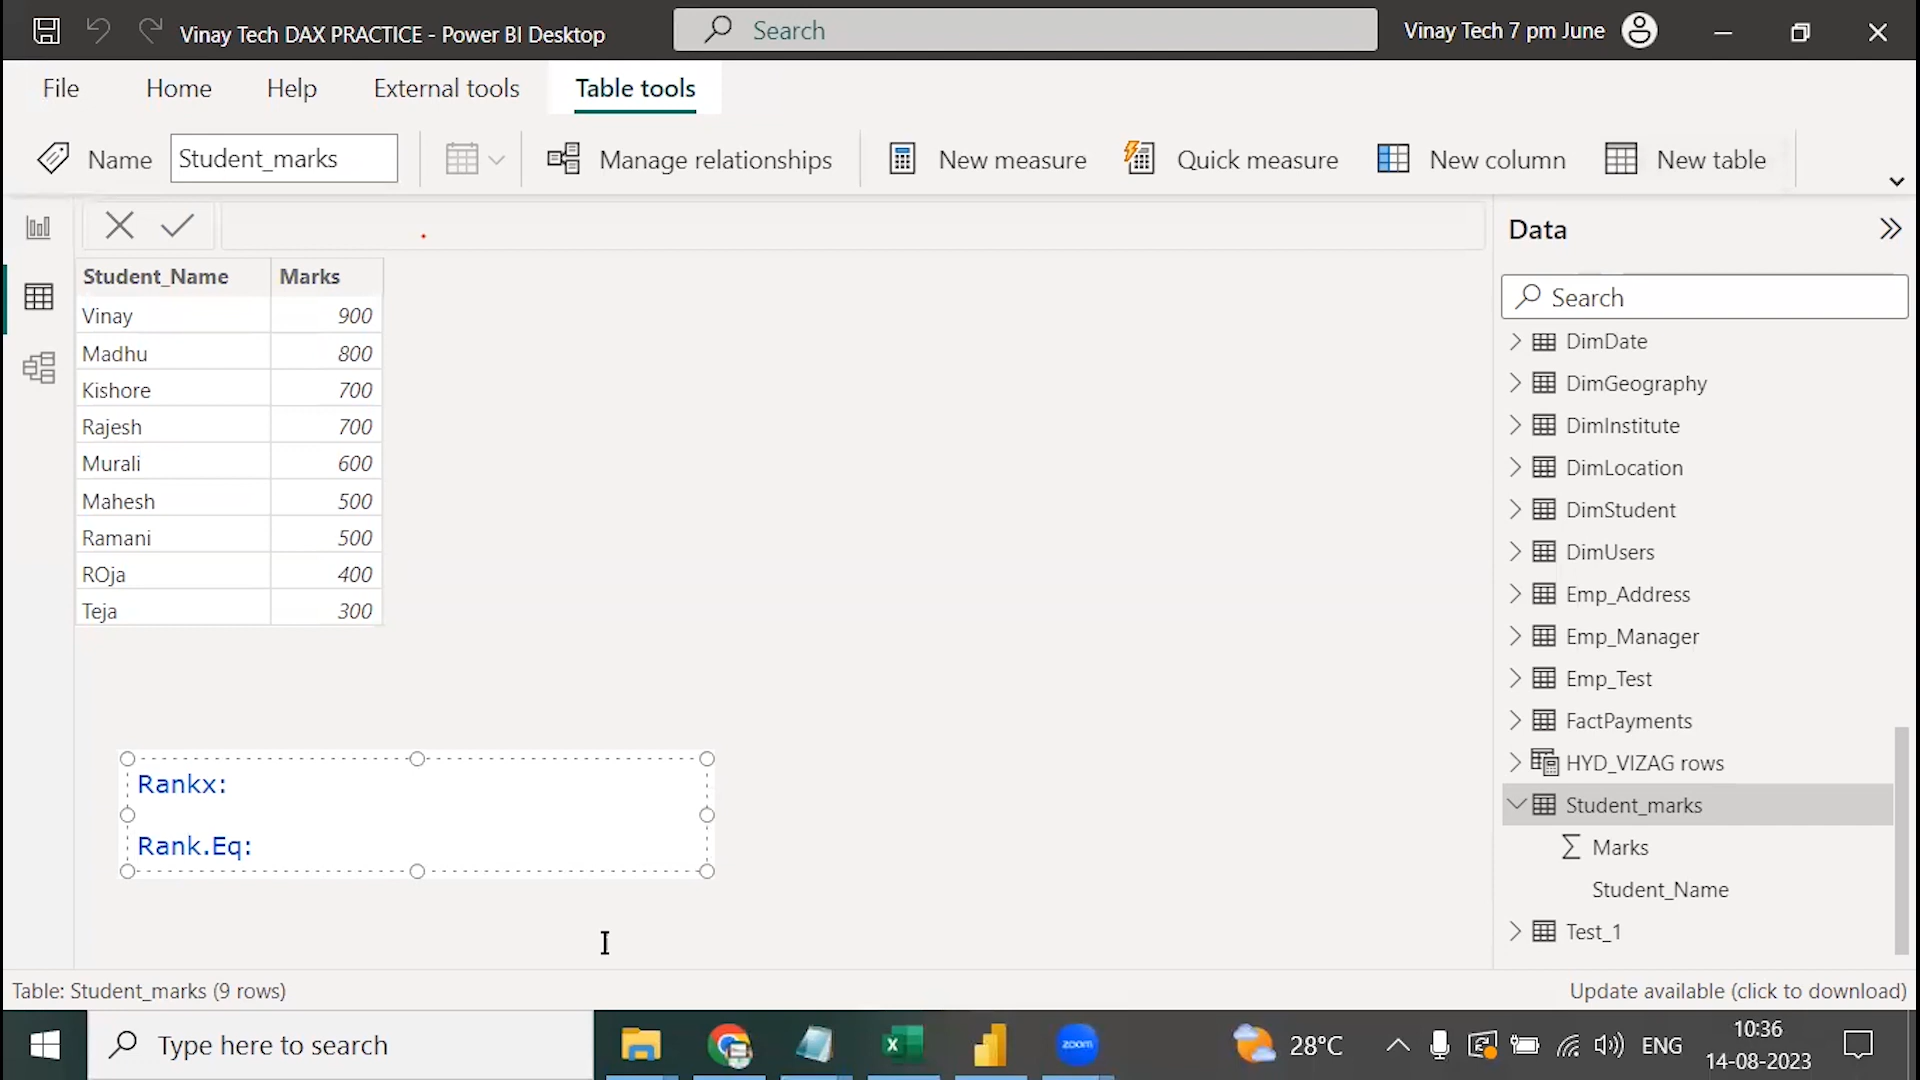 Vinay Tech DAX PRACTICE - Power BI Desktop
Search
Vinay Tech 7 pm June
File
Home
Help
External tools
Table tools
Name
Student_marks
Manage relationships
New measure
Quick measure
New column
New table
Student_Name Marks
Vinay 900
Madhu 800
Kishore 700
Rajesh 700
Murali 600
Mahesh 500
Ramani 500
ROja 400
Teja 300
Rankx:
Rank.Eq:
Data
Search
DimDate
DimGeography
DimInstitute
DimLocation
DimStudent
DimUsers
Emp_Address
Emp_Manager
Emp_Test
FactPayments
HYD_VIZAG rows
Student_marks
∑ Marks
Student_Name
Test_1
Table: Student_marks (9 rows)
Update available (click to download)
Type here to search
zoom
28°C
ENG
10:36
14-08-2023